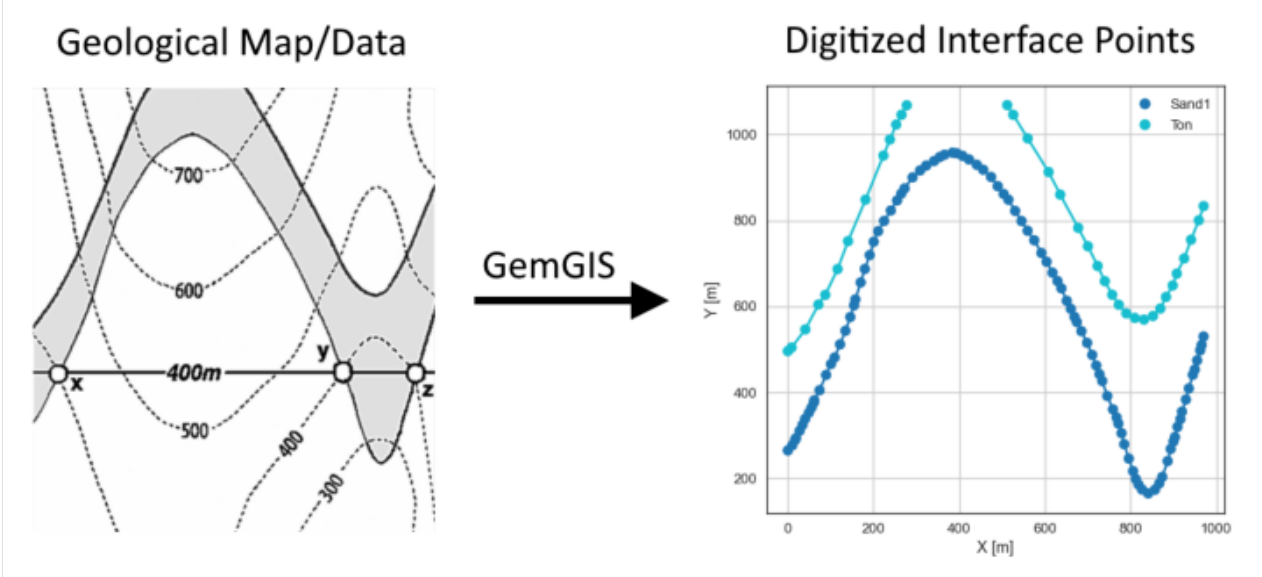 Geological Map/Data
700
600
y
x
400m
z
500
400
300
GemGIS
Digitized Interface Points
Sand1
Ton
1000
800
600
400
200
Y [m]
0
200
400
600
800
1000
X [m]